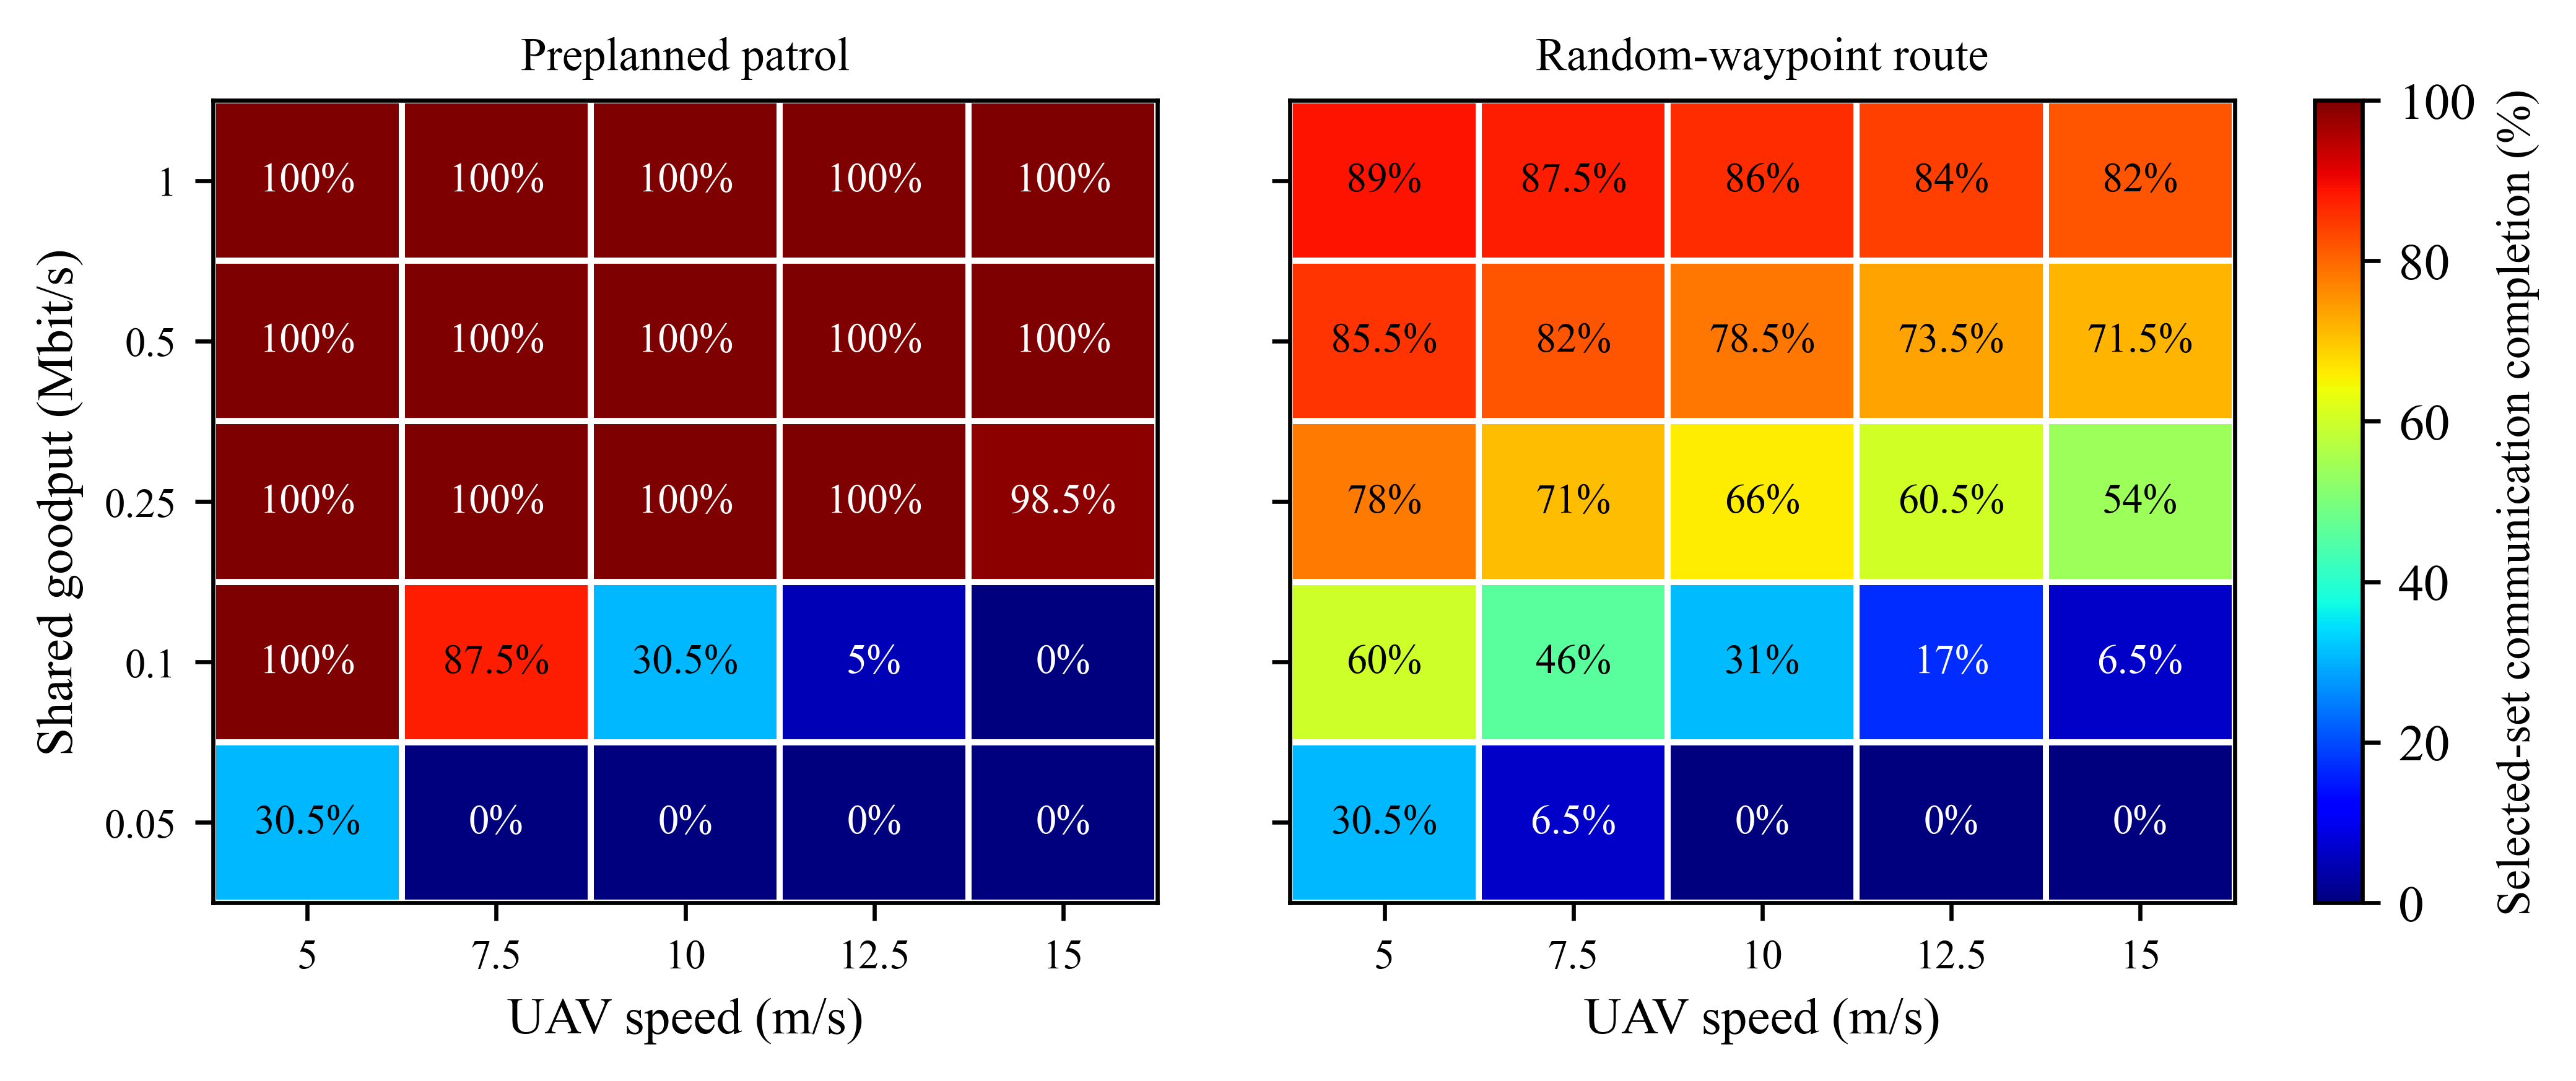 Preplanned patrol
Random-waypoint route
Shared goodput (Mbit/s)
1 100% 100% 100% 100% 100% 89% 87.5% 86% 84% 82%
0.5 100% 100% 100% 100% 100% 85.5% 82% 78.5% 73.5% 71.5%
0.25 100% 100% 100% 100% 98.5% 78% 71% 66% 60.5% 54%
0.1 100% 87.5% 30.5% 5% 0% 60% 46% 31% 17% 6.5%
0.05 30.5% 0% 0% 0% 0% 30.5% 6.5% 0% 0% 0%
5 7.5 10 12.5 15 5 7.5 10 12.5 15
UAV speed (m/s)
UAV speed (m/s)
100
80
60
40
20
0
Selected-set communication completion (%)